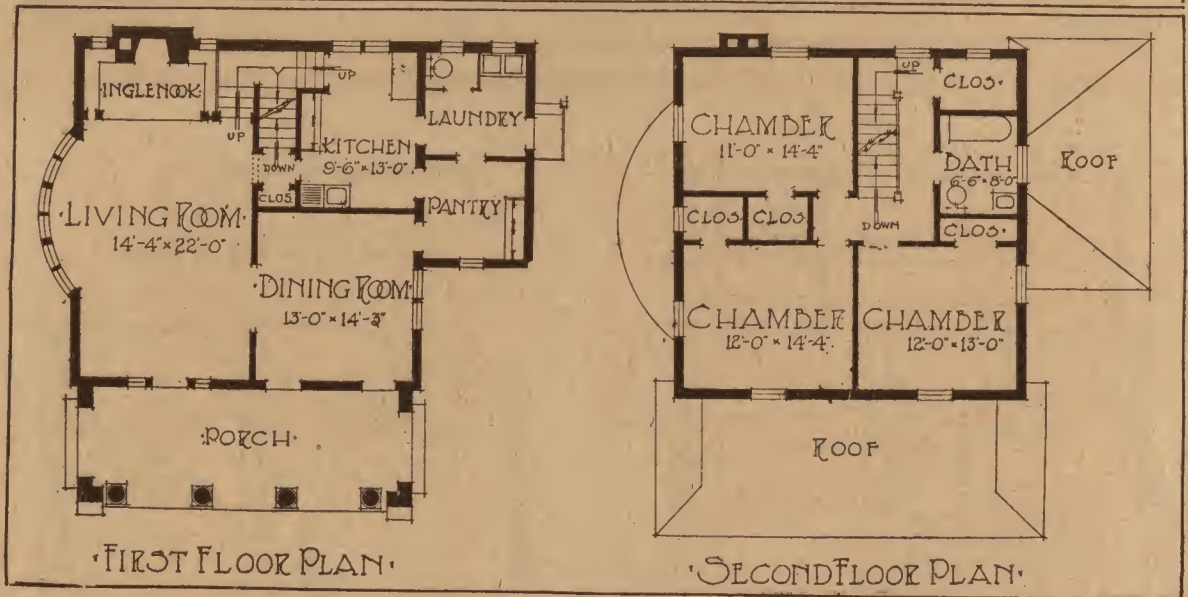 INGLENOOK
UP
UP
DOWN
CLOS.
KITCHEN
9'-6" × 13'-0"
LAUNDRY
PANTRY
·LIVING ROOM·
14'-4" × 22'-0"
·DINING ROOM·
13'-0" × 14'-3"
·PORCH·
·FIRST FLOOR PLAN·
CHAMBER
11'-0" × 14'-4"
UP
CLOS.
BATH
6'-6" × 8'-0"
ROOF
CLOS.
CLOS.
DOWN
CLOS.
CHAMBER
12'-0" × 14'-4"
CHAMBER
12'-0" × 13'-0"
ROOF
·SECOND FLOOR PLAN·